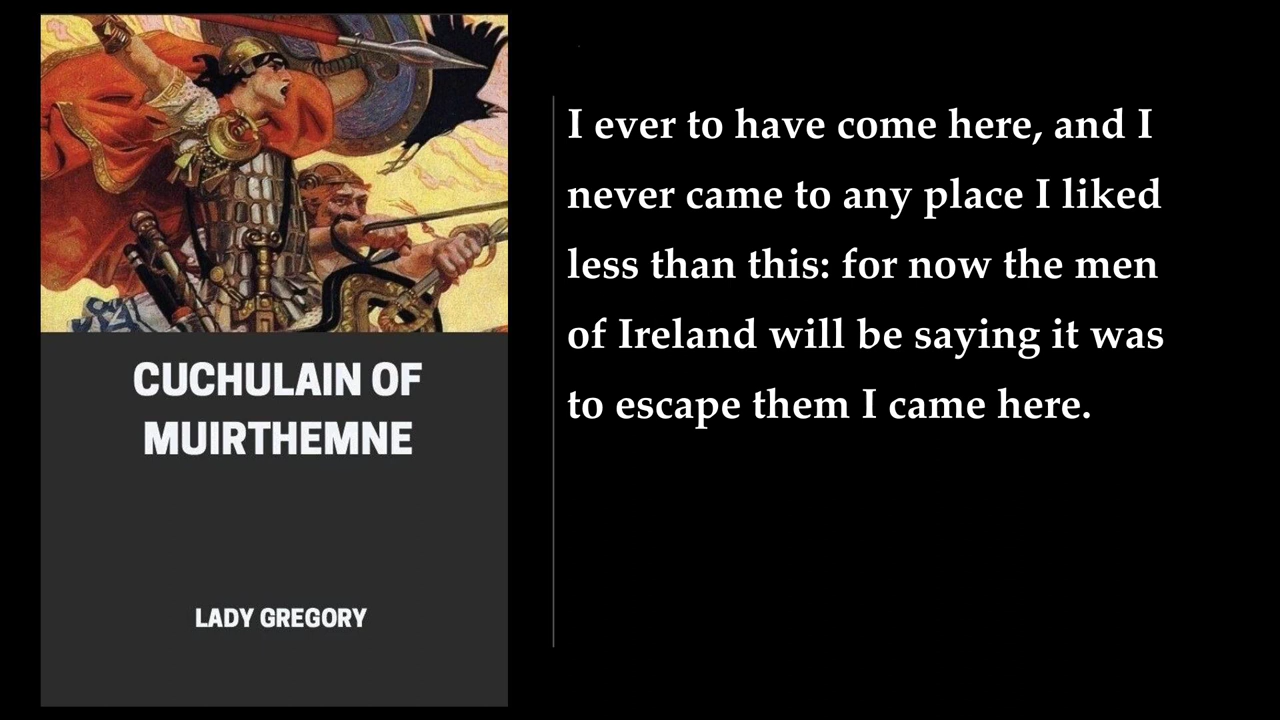 CUCHULAIN OF
MUIRTHEMNE
LADY GREGORY
I ever to have come here, and I
never came to any place I liked
less than this: for now the men
of Ireland will be saying it was
to escape them I came here.